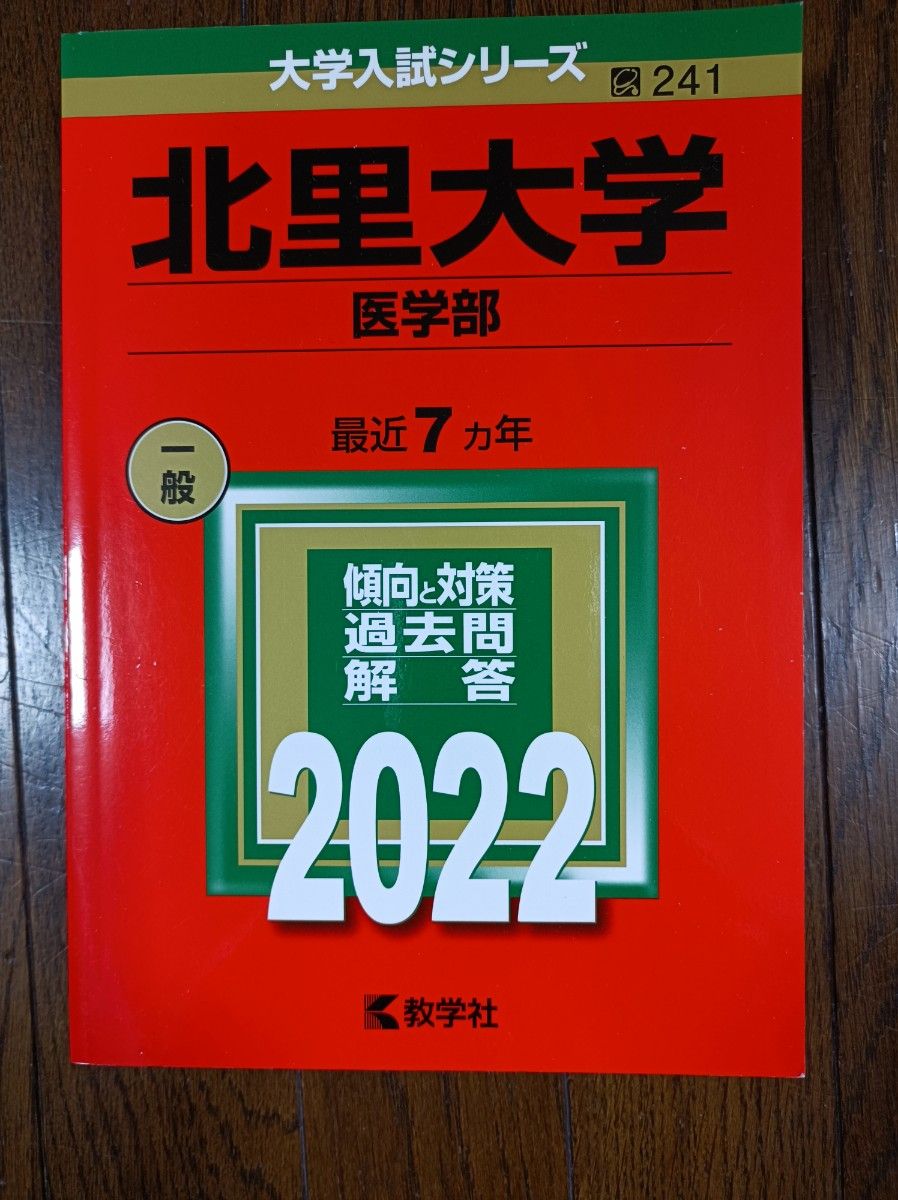 大学入試シリーズ
241
北里大学
医学部
最近7カ年
一般
傾向と対策
過去問
解答
2022
教学社